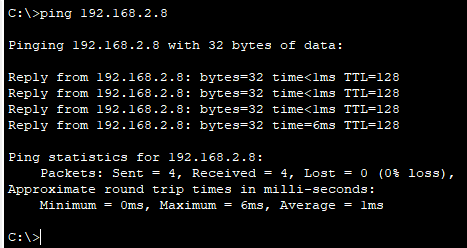 C:\>ping 192.168.2.8
Pinging 192.168.2.8 with 32 bytes of data:
Reply from 192.168.2.8: bytes=32 time<1ms TTL=128
Reply from 192.168.2.8: bytes=32 time<1ms TTL=128
Reply from 192.168.2.8: bytes=32 time<1ms TTL=128
Reply from 192.168.2.8: bytes=32 time=6ms TTL=128
Ping statistics for 192.168.2.8:
    Packets: Sent = 4, Received = 4, Lost = 0 (0% loss),
Approximate round trip times in milli-seconds:
    Minimum = 0ms, Maximum = 6ms, Average = 1ms
C:\>